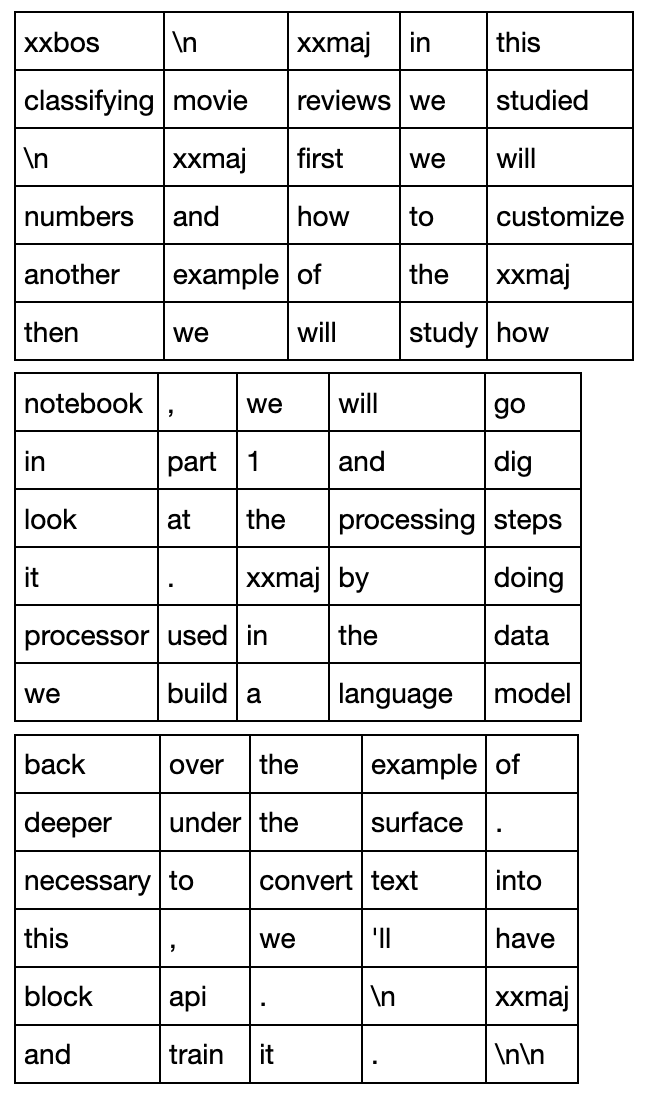 xxbos \n xxmaj in this
classifying movie reviews we studied
\n xxmaj first we will
numbers and how to customize
another example of the xxmaj
then we will study how
notebook , we will go
in part 1 and dig
look at the processing steps
it . xxmaj by doing
processor used in the data
we build a language model
back over the example of
deeper under the surface .
necessary to convert text into
this , we 'll have
block api . \n xxmaj
and train it . \n\n